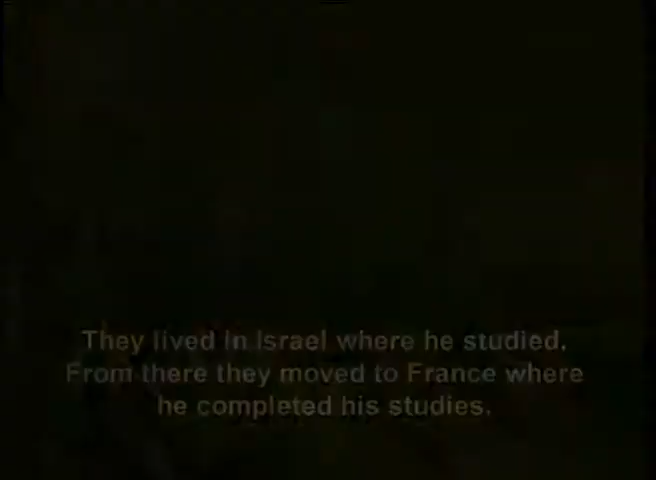 They lived in Israel where he studied.
From there they moved to France where
he completed his studies.